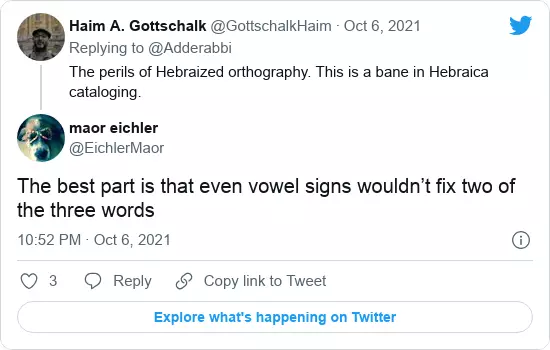 Haim A. Gottschalk @GottschalkHaim · Oct 6, 2021
Replying to @Adderabbi
The perils of Hebraized orthography. This is a bane in Hebraica
cataloging.
maor eichler
@EichlerMaor
The best part is that even vowel signs wouldn’t fix two of
the three words
10:52 PM · Oct 6, 2021
3 Reply Copy link to Tweet
Explore what's happening on Twitter